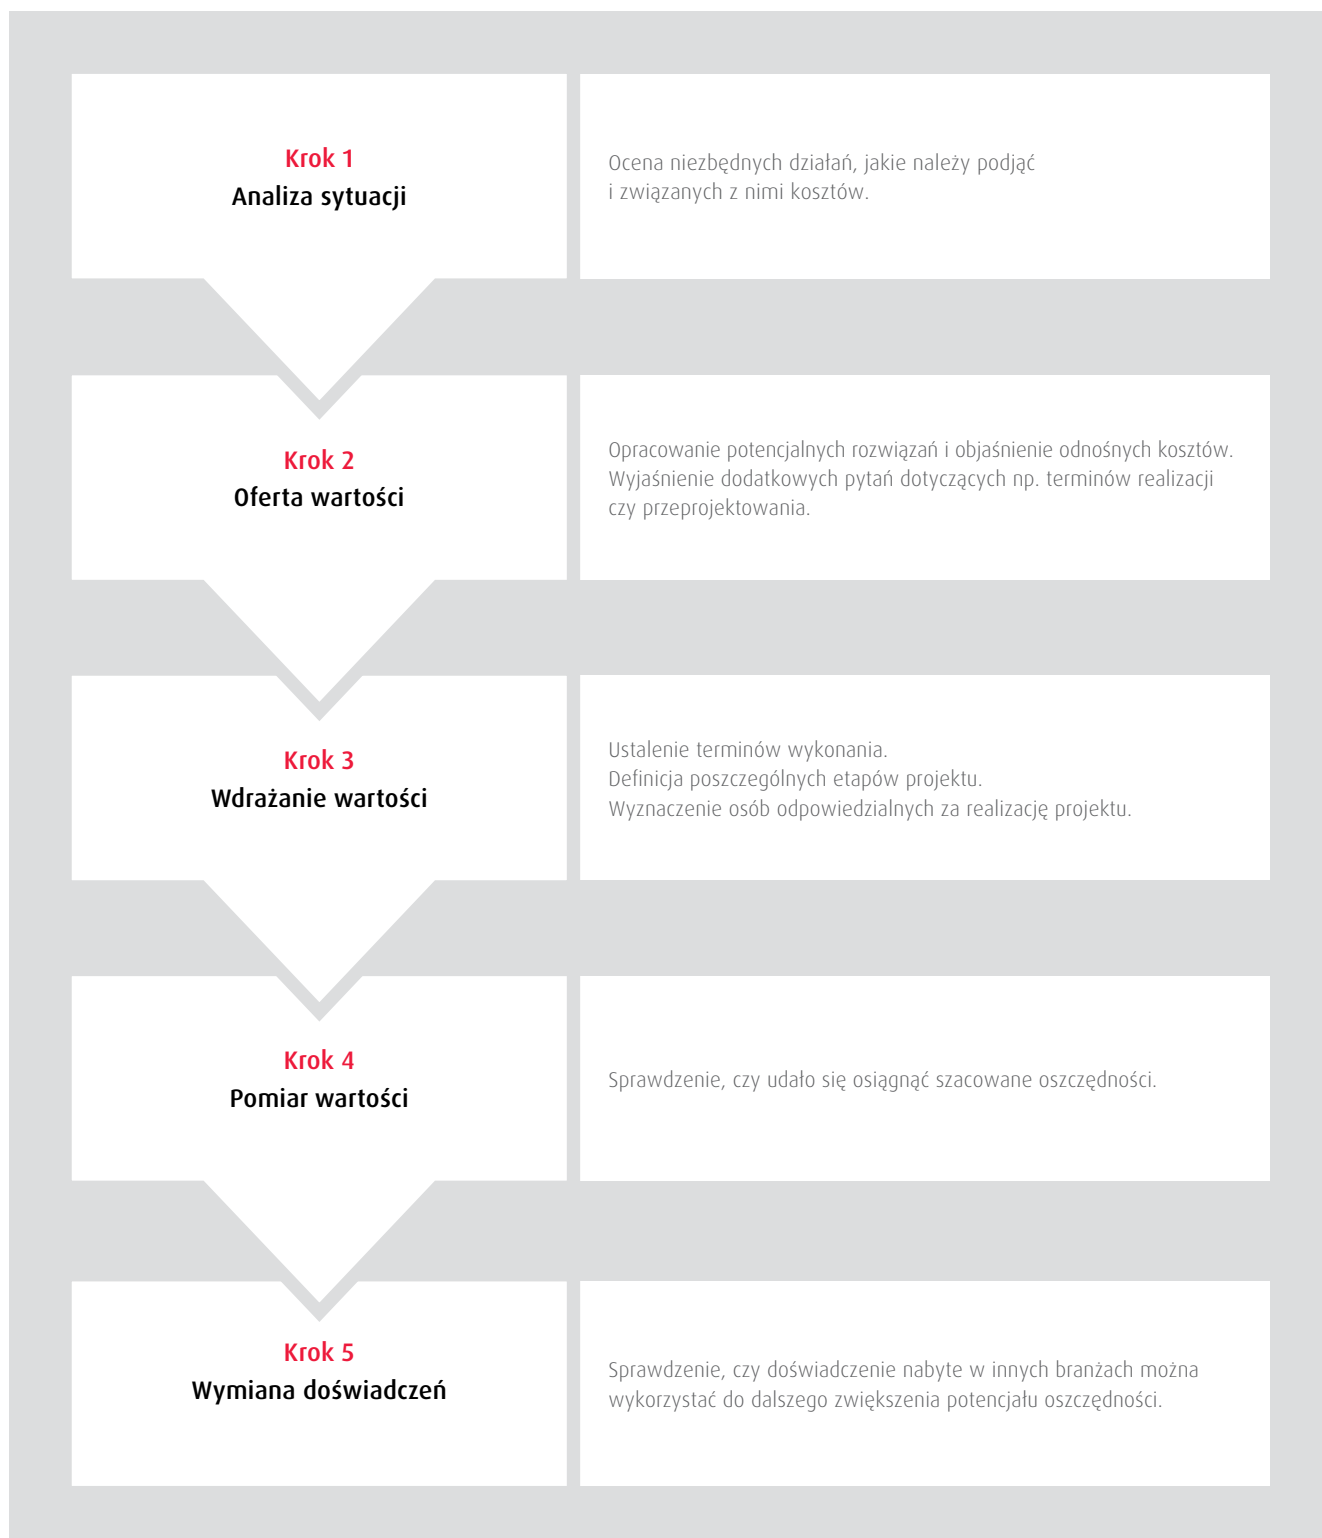 Krok 1
Analiza sytuacji
Ocena niezbędnych działań, jakie należy podjąć
i związanych z nimi kosztów.
Krok 2
Oferta wartości
Opracowanie potencjalnych rozwiązań i objaśnienie odnośnych kosztów.
Wyjaśnienie dodatkowych pytań dotyczących np. terminów realizacji
czy przeprojektowania.
Krok 3
Wdrażanie wartości
Ustalenie terminów wykonania.
Definicja poszczególnych etapów projektu.
Wyznaczenie osób odpowiedzialnych za realizację projektu.
Krok 4
Pomiar wartości
Sprawdzenie, czy udało się osiągnąć szacowane oszczędności.
Krok 5
Wymiana doświadczeń
Sprawdzenie, czy doświadczenie nabyte w innych branżach można
wykorzystać do dalszego zwiększenia potencjału oszczędności.